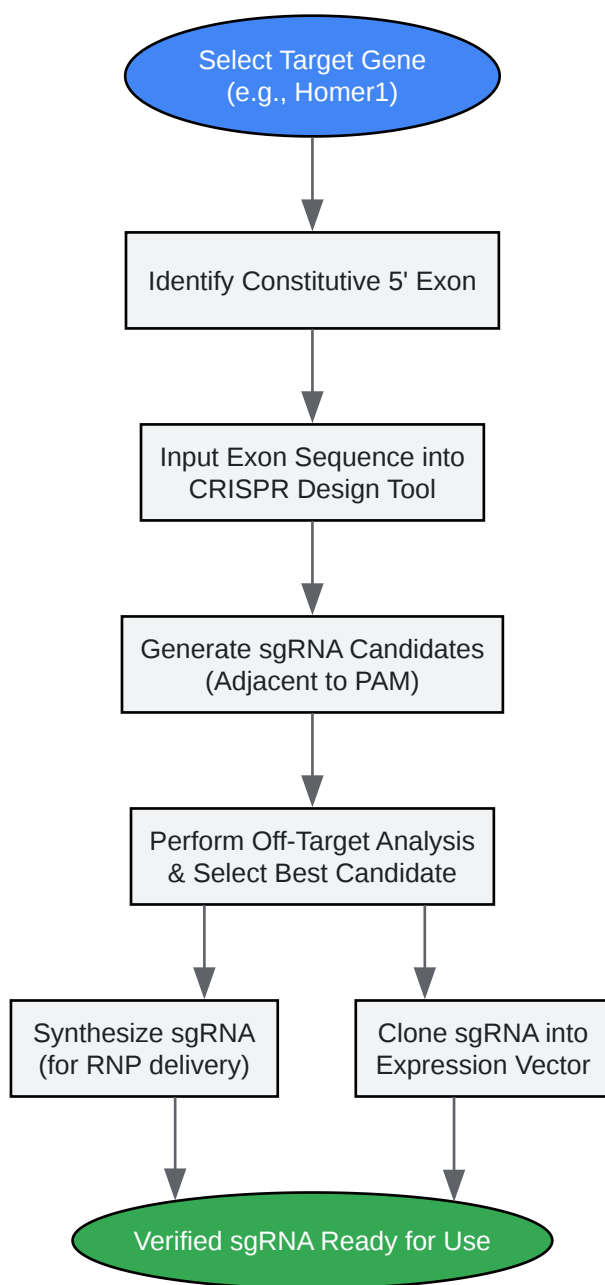 Select Target Gene
(e.g., Homer1)
Identify Constitutive 5' Exon
Input Exon Sequence into
CRISPR Design Tool
Generate sgRNA Candidates
(Adjacent to PAM)
Perform Off-Target Analysis
& Select Best Candidate
Synthesize sgRNA
(for RNP delivery)
Clone sgRNA into
Expression Vector
Verified sgRNA Ready for Use